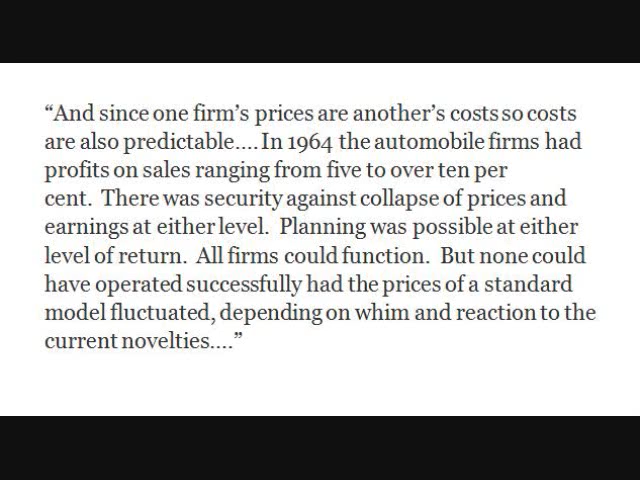 “And since one firm’s prices are another’s costs so costs
are also predictable.... In 1964 the automobile firms had
profits on sales ranging from five to over ten per
cent.  There was security against collapse of prices and
earnings at either level.  Planning was possible at either
level of return.  All firms could function.  But none could
have operated successfully had the prices of a standard
model fluctuated, depending on whim and reaction to the
current novelties....”